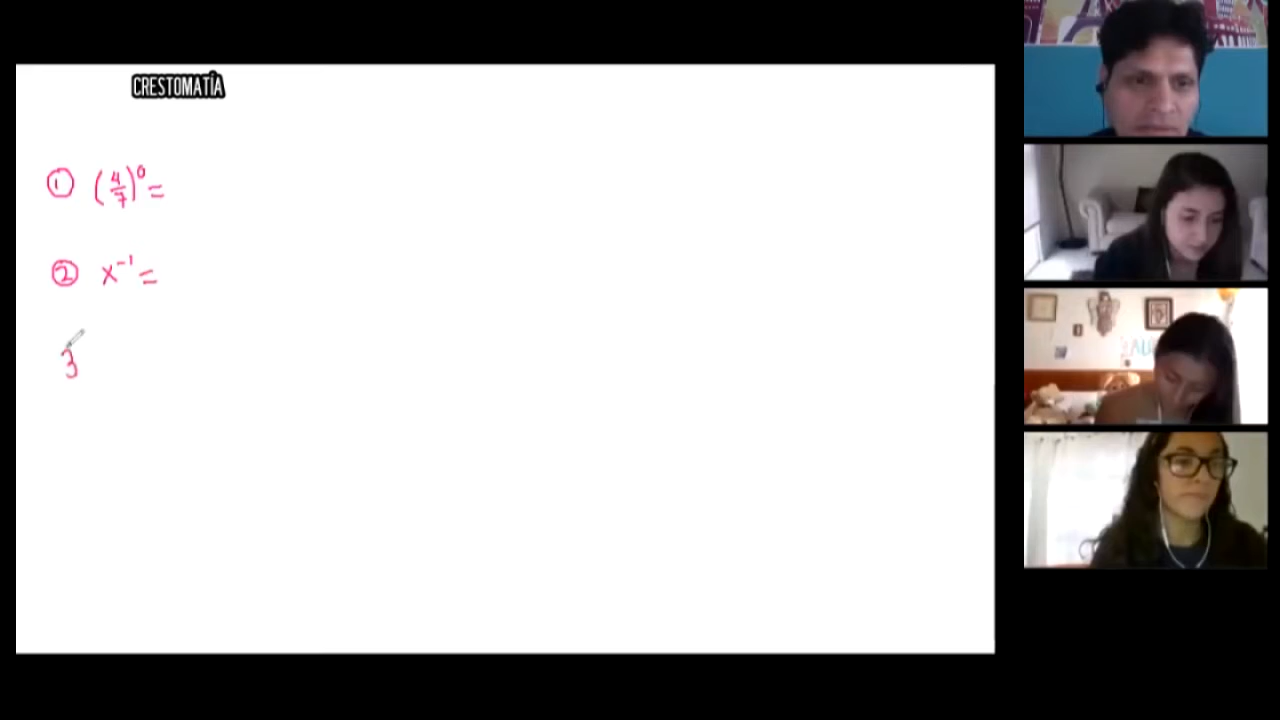 CRESTOMATÍA
① (4/7)⁰ =
② x⁻¹ =
3